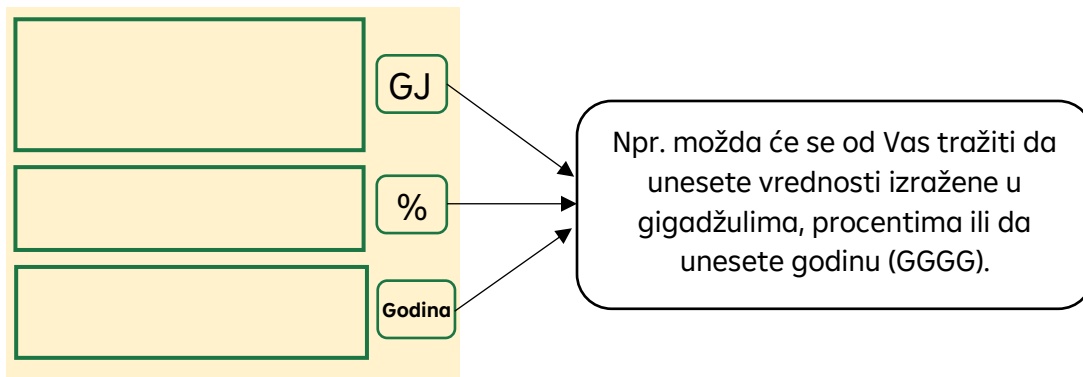 GJ
%
Godina
Npr. možda će se od Vas tražiti da
unesete vrednosti izražene u
gigadžulima, procentima ili da
unesete godinu (GGGG).